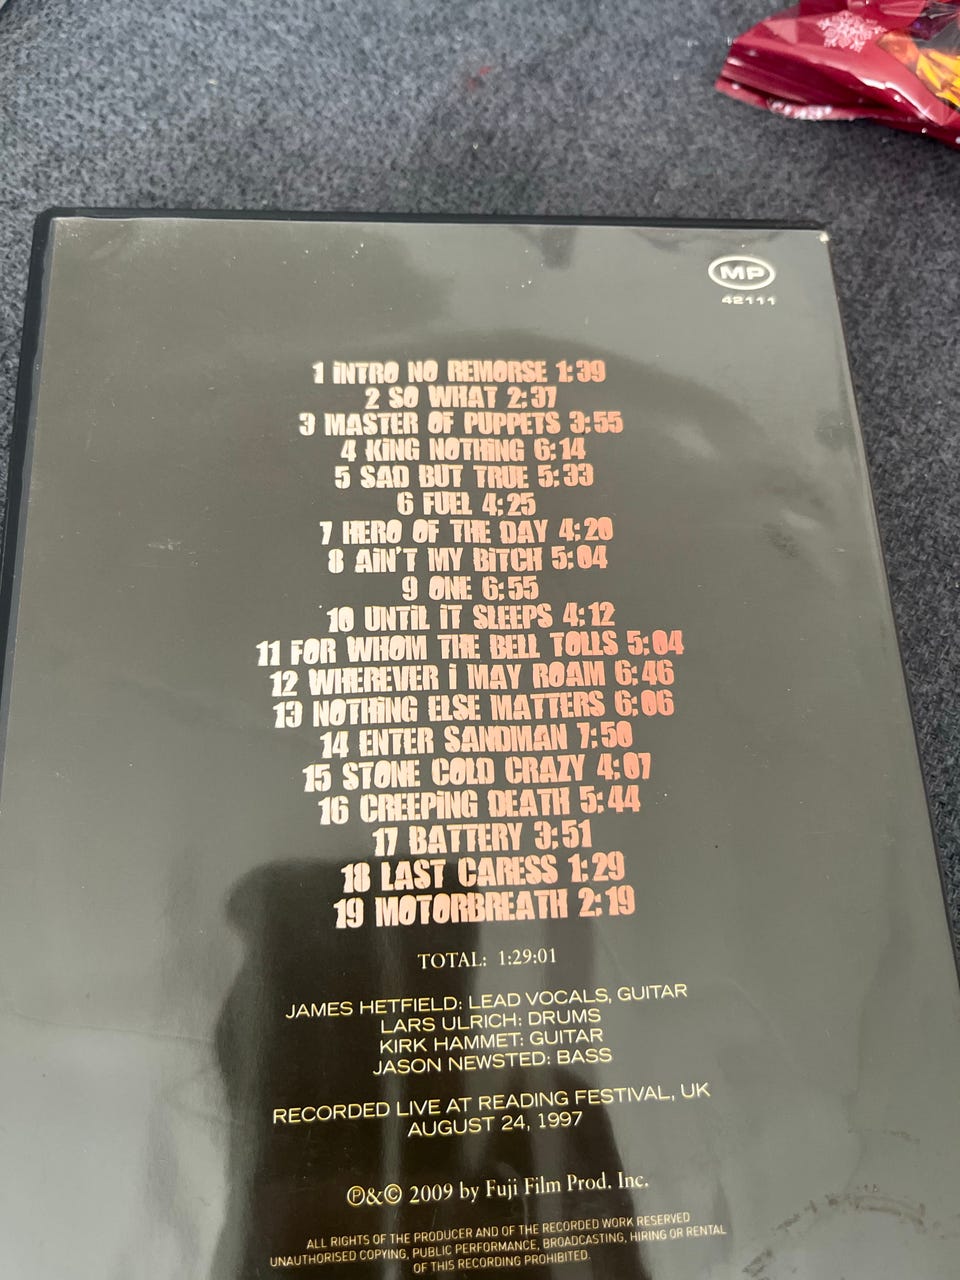 MP
42111
1 INTRO NO REMORSE 1:39
2 SO WHAT 2:37
3 MASTER OF PUPPETS 3:55
4 KING NOTHING 6:14
5 SAD BUT TRUE 5:33
6 FUEL 4:25
7 HERO OF THE DAY 4:20
8 AIN'T MY BITCH 5:04
9 ONE 6:55
10 UNTIL IT SLEEPS 4:12
11 FOR WHOM THE BELL TOLLS 5:04
12 WHEREVER I MAY ROAM 6:46
13 NOTHING ELSE MATTERS 6:06
14 ENTER SANDMAN 7:50
15 STONE COLD CRAZY 4:07
16 CREEPING DEATH 5:44
17 BATTERY 3:51
18 LAST CARESS 1:29
19 MOTORBREATH 2:19
TOTAL: 1:29:01
JAMES HETFIELD: LEAD VOCALS, GUITAR
LARS ULRICH: DRUMS
KIRK HAMMET: GUITAR
JASON NEWSTED: BASS
RECORDED LIVE AT READING FESTIVAL, UK
AUGUST 24, 1997
℗&© 2009 by Fuji Film Prod. Inc.
ALL RIGHTS OF THE PRODUCER AND OF THE RECORDED WORK RESERVED
UNAUTHORISED COPYING, PUBLIC PERFORMANCE, BROADCASTING, HIRING OR RENTAL
OF THIS RECORDING PROHIBITED.